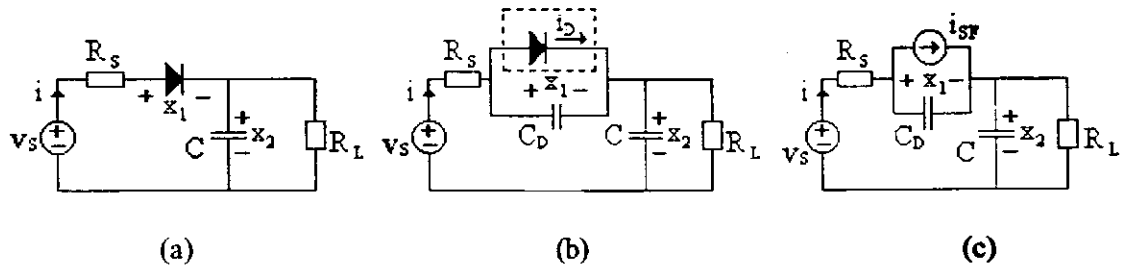 R_S
i
+ x_1 -
v_S
+
-
C
+
x_2
-
R_L
(a)
i_D
R_S
i
+ x_1 -
v_S
+
-
C_D
C
+
x_2
-
R_L
(b)
i_SF
R_S
i
+ x_1 -
v_S
+
-
C_D
C
+
x_2
-
R_L
(c)